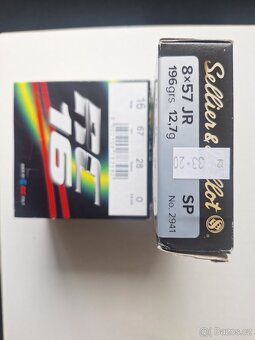 RC
16
16 67 28 0
Sellier & Bellot
8×57 JR
196grs. 12,7g
33-20
SP
No. 2941
Bazos.cz